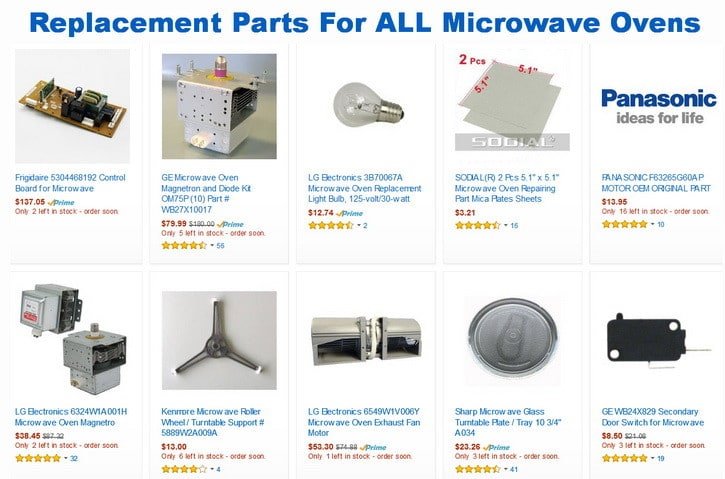 Replacement Parts For ALL Microwave Ovens
2 Pcs
5.1"
5.1"
SODIAL
Panasonic
ideas for life
Frigidaire 5304468192 Control
Board for Microwave
$137.05 Prime
Only 2 left in stock - order soon.
GE Microwave Oven
Magnetron and Diode Kit
OM75P (10) Part #
WB27X10017
$79.99 $180.00 Prime
Only 5 left in stock - order soon.
56
LG Electronics 3B70067A
Microwave Oven Replacement
Light Bulb, 125-volt/30-watt
$12.74 Prime
2
SODIAL(R) 2 Pcs 5.1" x 5.1"
Microwave Oven Repairing
Part Mica Plates Sheets
$3.21
16
PANASONIC F63265G60AP
MOTOR OEM ORIGINAL PART
$13.95
Only 16 left in stock - order soon.
10
LG Electronics 6324W1A001H
Microwave Oven Magnetro
$38.45 $87.32
Only 2 left in stock - order soon.
32
Kenmore Microwave Roller
Wheel / Turntable Support #
5889W2A009A
$13.00
Only 6 left in stock - order soon.
4
LG Electronics 6549W1V006Y
Microwave Oven Exhaust Fan
Motor
$53.30 $74.88 Prime
Only 1 left in stock - order soon.
Sharp Microwave Glass
Turntable Plate / Tray 10 3/4"
A034
$23.26 Prime
Only 3 left in stock - order soon.
41
GE WB24X829 Secondary
Door Switch for Microwave
$8.50 $21.08
Only 3 left in stock - order soon.
19